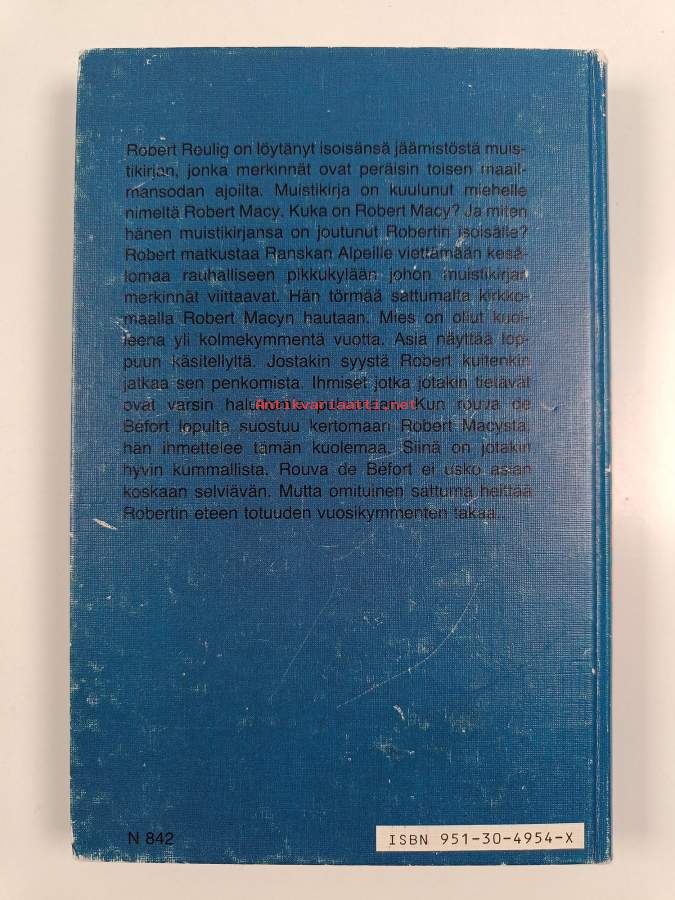 Robert Reulig on löytänyt isoisänsä jäämistöstä muis-
tikirjan, jonka merkinnät ovat peräisin toisen maail-
mansodan ajoilta. Muistikirja on kuulunut miehelle
nimeltä Robert Macy. Kuka on Robert Macy? Ja miten
hänen muistikirjansa on joutunut Robertin isoisälle?
Robert matkustaa Ranskan Alpeille viettämään kesä-
lomaa rauhalliseen pikkukylään johon muistikirjan
merkinnät viittaavat. Hän törmää sattumalta kirkko-
maalla Robert Macyn hautaan. Mies on ollut kuol-
leena yli kolmekymmentä vuotta. Asia näyttää lop-
puun käsitellyltä. Jostakin syystä Robert kuitenkin
jatkaa sen penkomista. Ihmiset jotka jotakin tietävät
ovat varsin Kun rouva de
Antikvariaatti.net
Béfort lopulta suostuu kertomaan Robert Macysta,
hän ihmettelee tämän kuolemaa. Siinä on jotakin
hyvin kummallista. Rouva de Béfort ei usko asian
koskaan selviävän. Mutta omituinen sattuma heittää
Robertin eteen totuuden vuosikymmenten takaa...
N 842
ISBN 951-30-4954-X